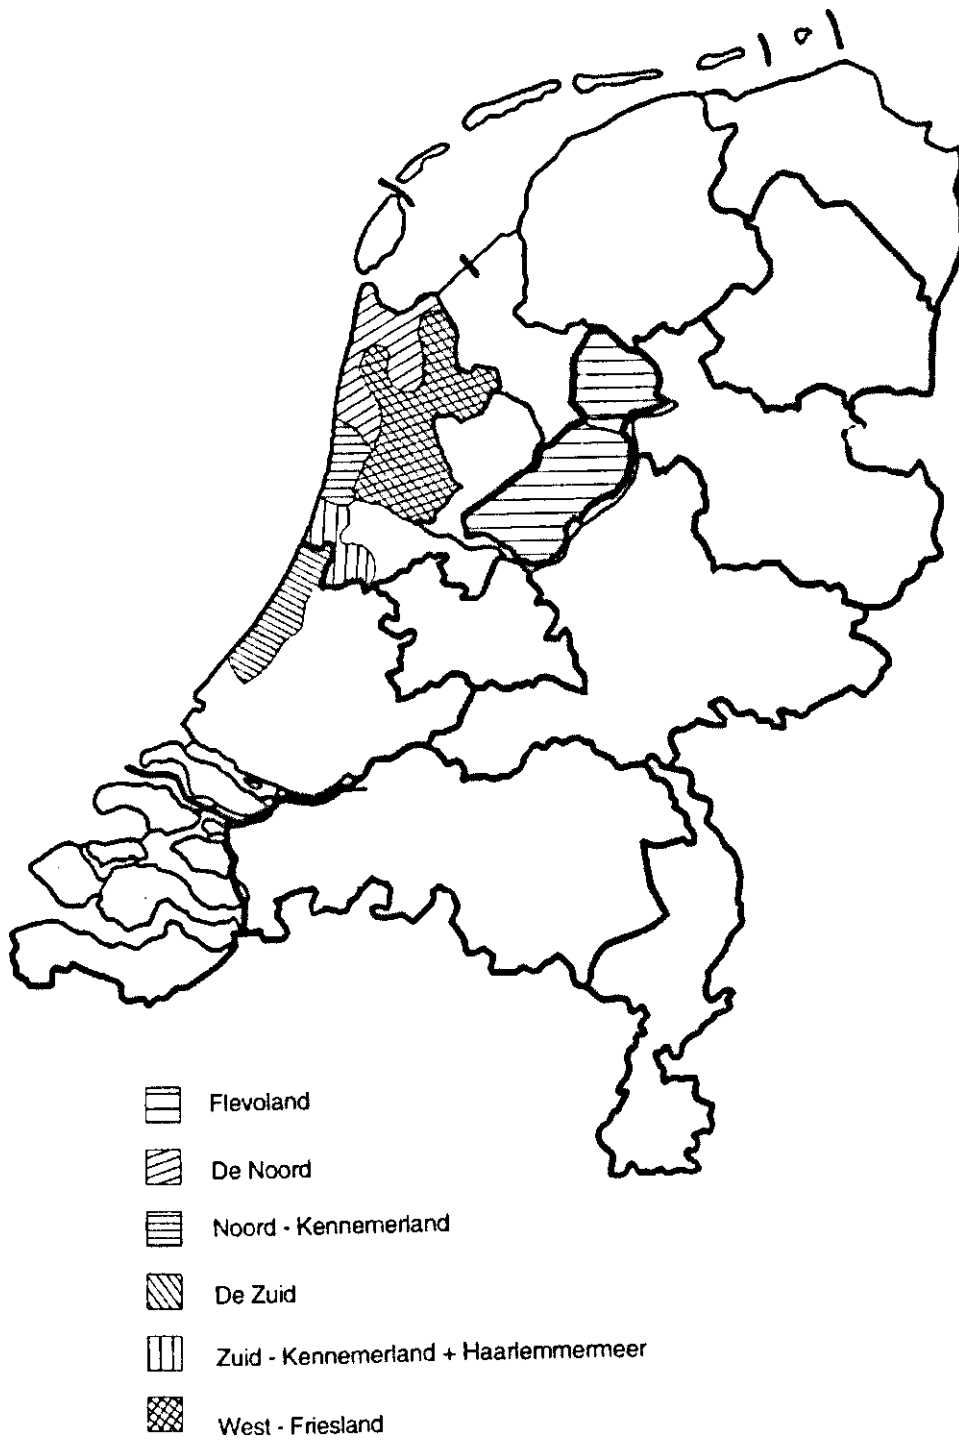 Flevoland
De Noord
Noord - Kennemerland
De Zuid
Zuid - Kennemerland + Haarlemmermeer
West - Friesland